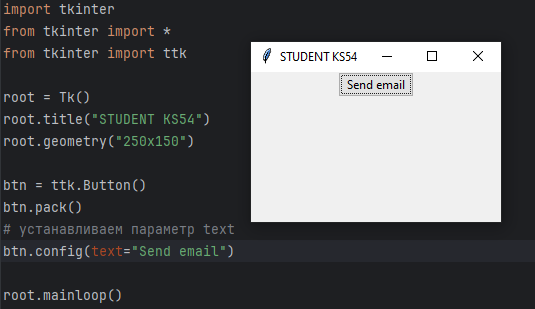 import tkinter
from tkinter import *
from tkinter import ttk
root = Tk()
root.title("STUDENT KS54")
root.geometry("250x150")
btn = ttk.Button()
btn.pack()
# устанавливаем параметр text
btn.config(text="Send email")
root.mainloop()
STUDENT KS54
Send email